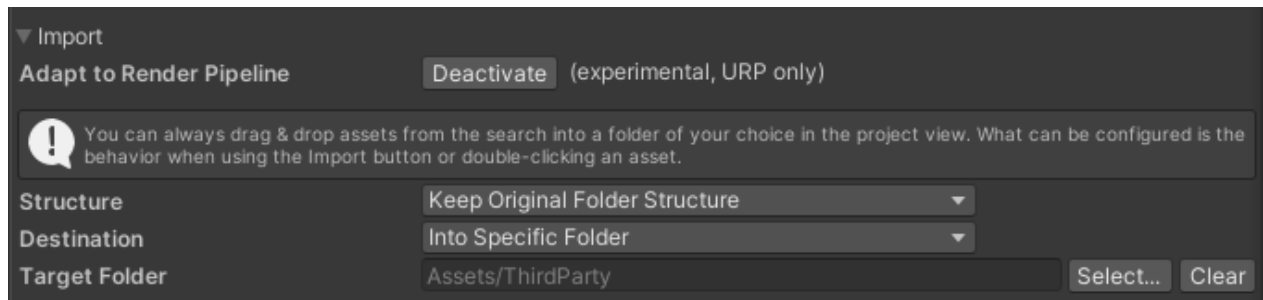 Import
Adapt to Render Pipeline Deactivate (experimental, URP only)
You can always drag & drop assets from the search into a folder of your choice in the project view. What can be configured is the
behavior when using the Import button or double-clicking an asset.
Structure Keep Original Folder Structure
Destination Into Specific Folder
Target Folder Assets/ThirdParty Select... Clear